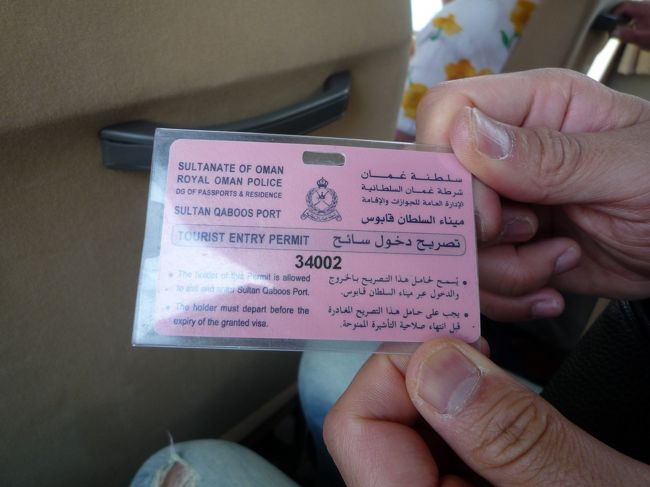 SULTANATE OF OMAN
ROYAL OMAN POLICE
DG OF PASSPORTS & RESIDENCE
SULTAN QABOOS PORT
سلطنة عمان
شرطة عمان السلطانية
الإدارة العامة للجوازات والإقامة
ميناء السلطان قابوس
TOURIST ENTRY PERMIT تصريح دخول سائح
34002
• The holder of this Permit is allowed
to exit and enter Sultan Qaboos Port.
• The holder must depart before the
expiry of the granted visa.
• يسمح لحامل هذا التصريح بالخروج
والدخول عبر ميناء السلطان قابوس.
• يجب على حامل هذا التصريح المغادرة
قبل انتهاء صلاحية التأشيرة الممنوحة.